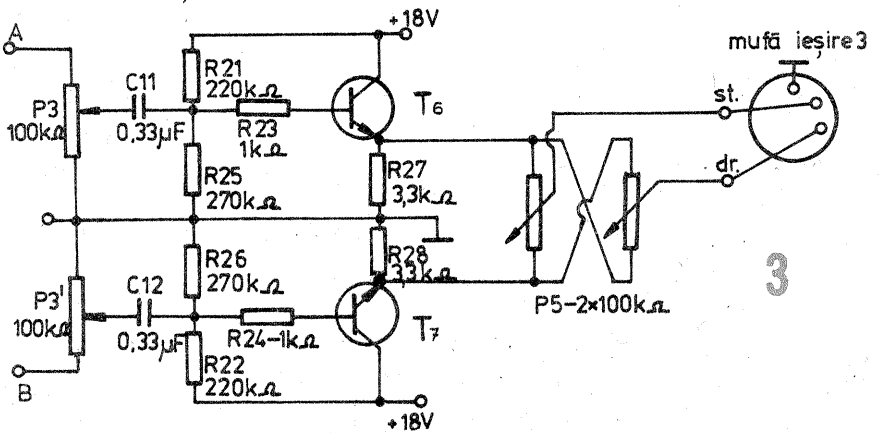 A
+18V
mufă ieșire 3
R21
220kΩ
C11
0,33µF
P3
100kΩ
R23
1kΩ
T6
st.
R25
270kΩ
R27
3,3kΩ
dr.
R26
270kΩ
R28
3,3kΩ
P3'
100kΩ
C12
0,33µF
R24-1kΩ
T7
P5-2×100kΩ
3
R22
220kΩ
B
+18V